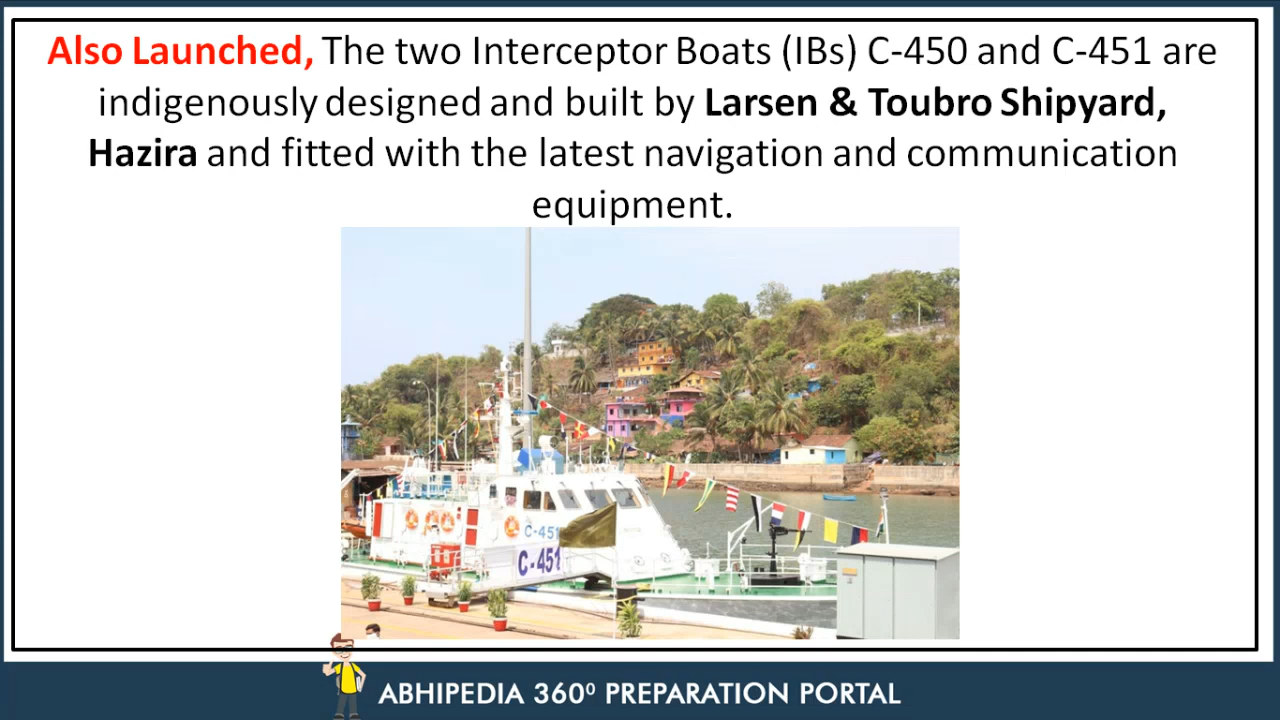 Also Launched, The two Interceptor Boats (IBs) C-450 and C-451 are
indigenously designed and built by Larsen & Toubro Shipyard,
Hazira and fitted with the latest navigation and communication
equipment.
C-451
C-451
ABHIPEDIA 360⁰ PREPARATION PORTAL